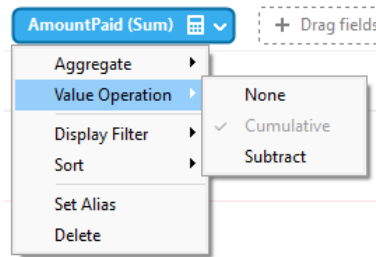 AmountPaid (Sum)
+ Drag fields
Aggregate
Value Operation
Display Filter
Sort
Set Alias
Delete
None
Cumulative
Subtract